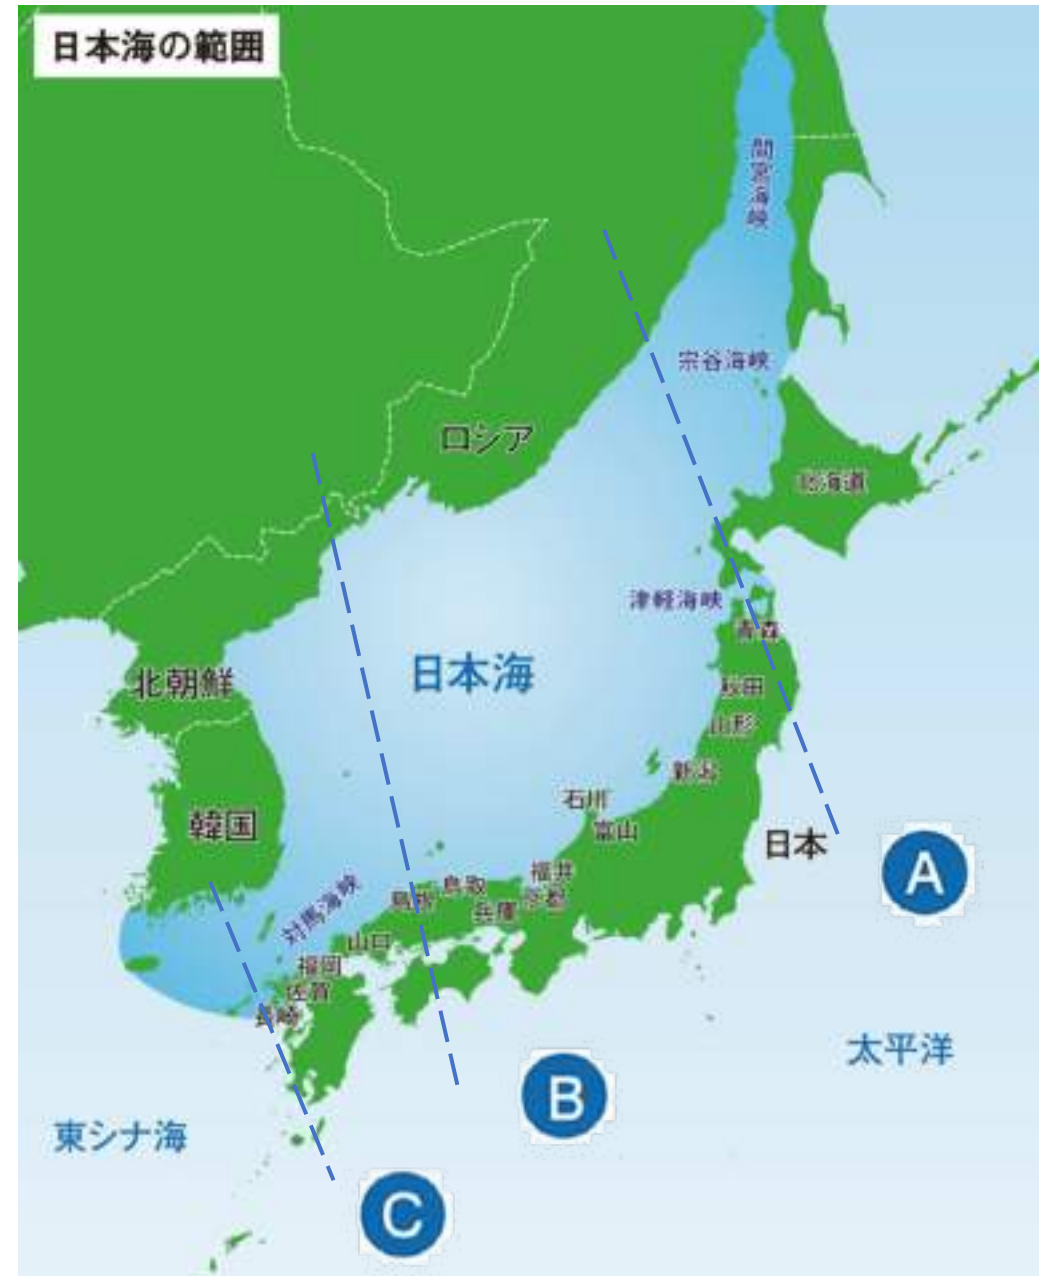 日本海の範囲
間宮海峡
宗谷海峡
ロシア
北海道
津軽海峡
青森
北朝鮮
日本海
秋田
山形
新潟
石川
韓国
富山
日本
福井
A
鳥取
京都
島根
兵庫
対馬海峡
山口
福岡
佐賀
長崎
太平洋
B
東シナ海
C